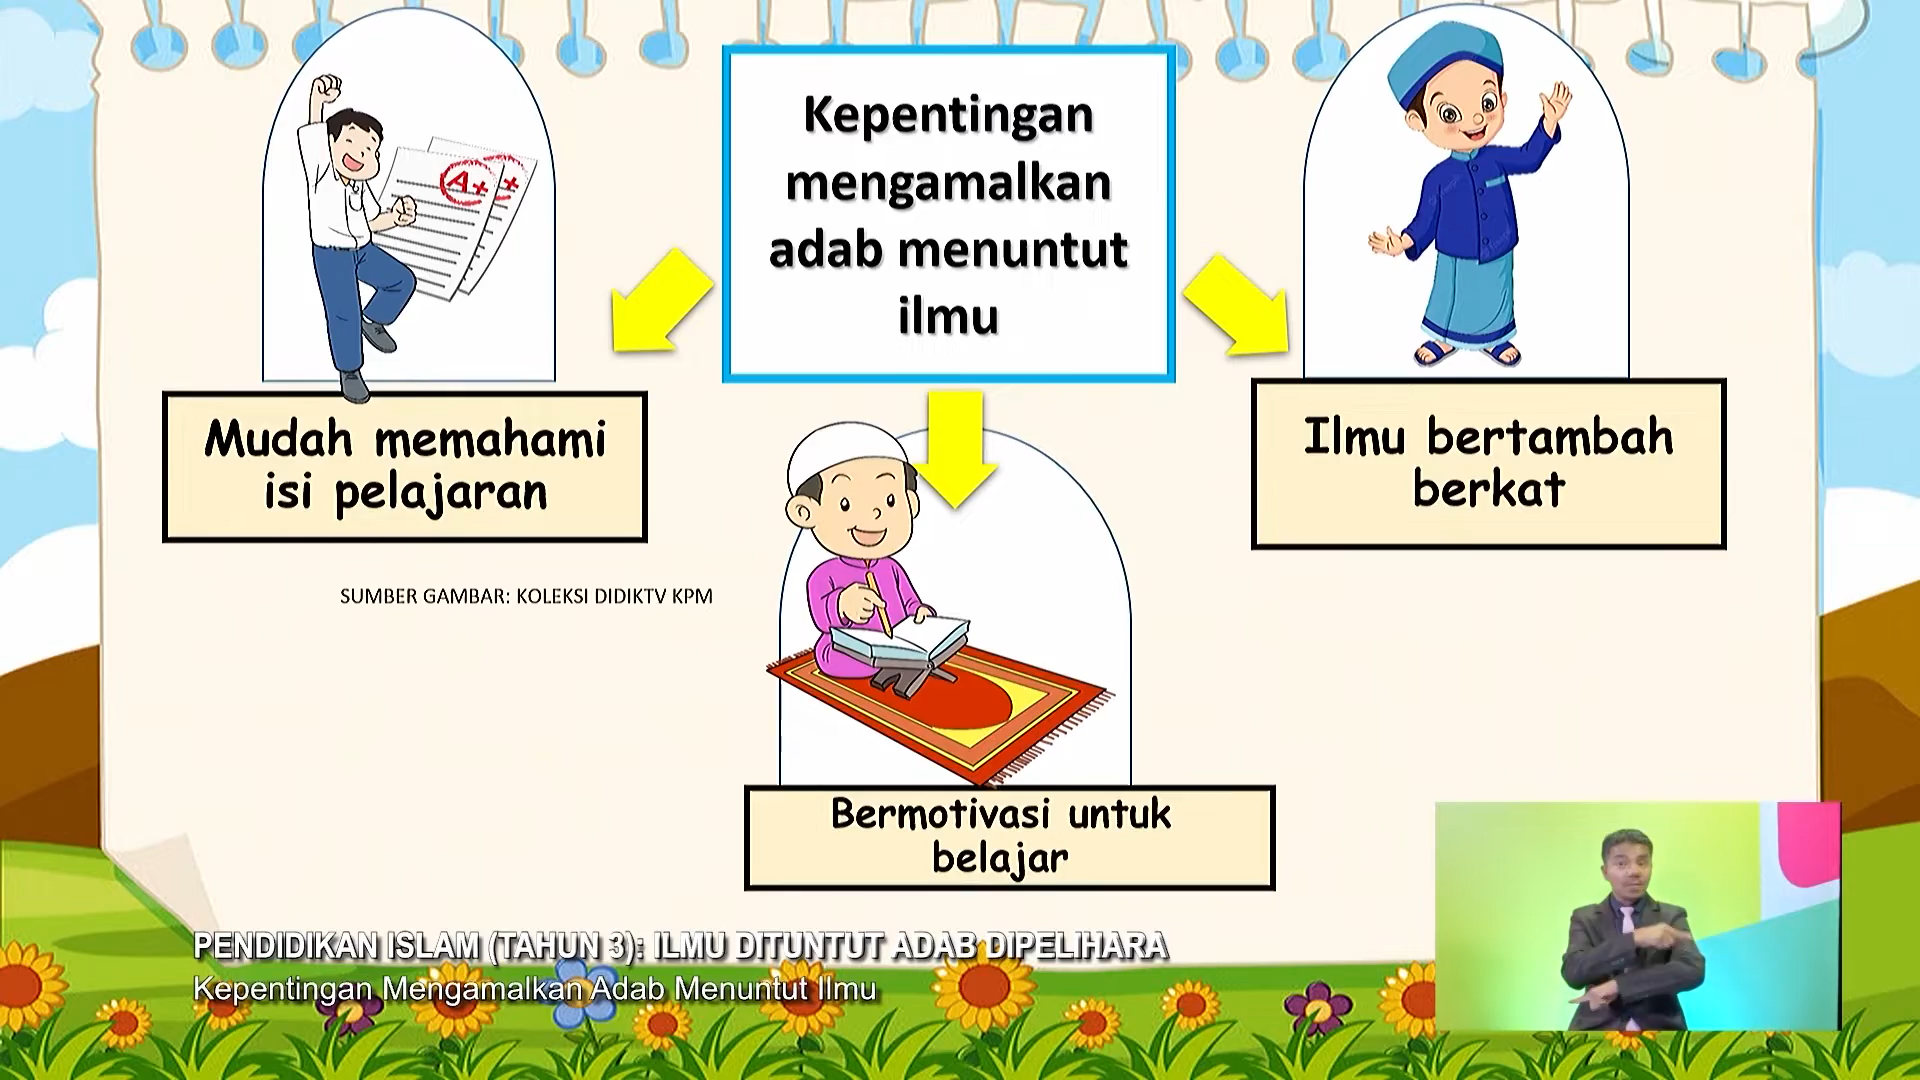 Kepentingan
mengamalkan
adab menuntut
ilmu
A+
+
Mudah memahami
isi pelajaran
Ilmu bertambah
berkat
SUMBER GAMBAR: KOLEKSI DIDIKTV KPM
Bermotivasi untuk
belajar
PENDIDIKAN ISLAM (TAHUN 3): ILMU DITUNTUT ADAB DIPELIHARA
Kepentingan Mengamalkan Adab Menuntut Ilmu